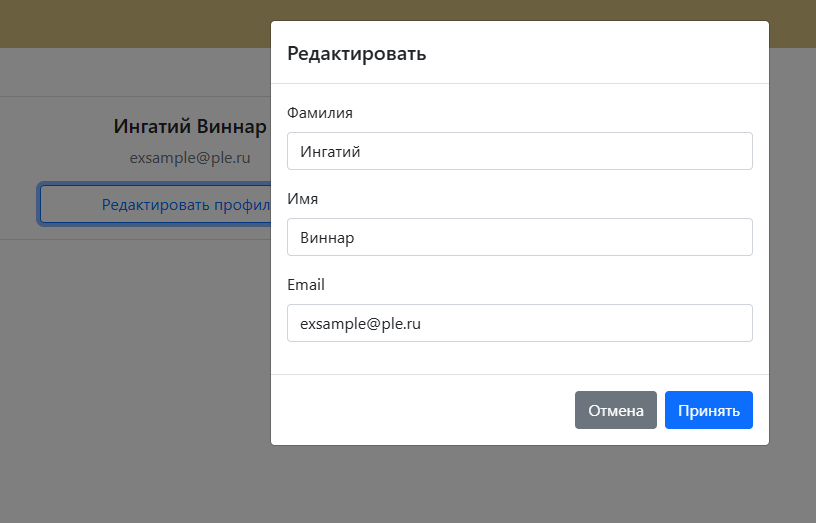 Редактировать
Ингатий Виннар
exsample@ple.ru
Редактировать профил
Фамилия
Ингатий
Имя
Виннар
Email
exsample@ple.ru
Отмена
Принять